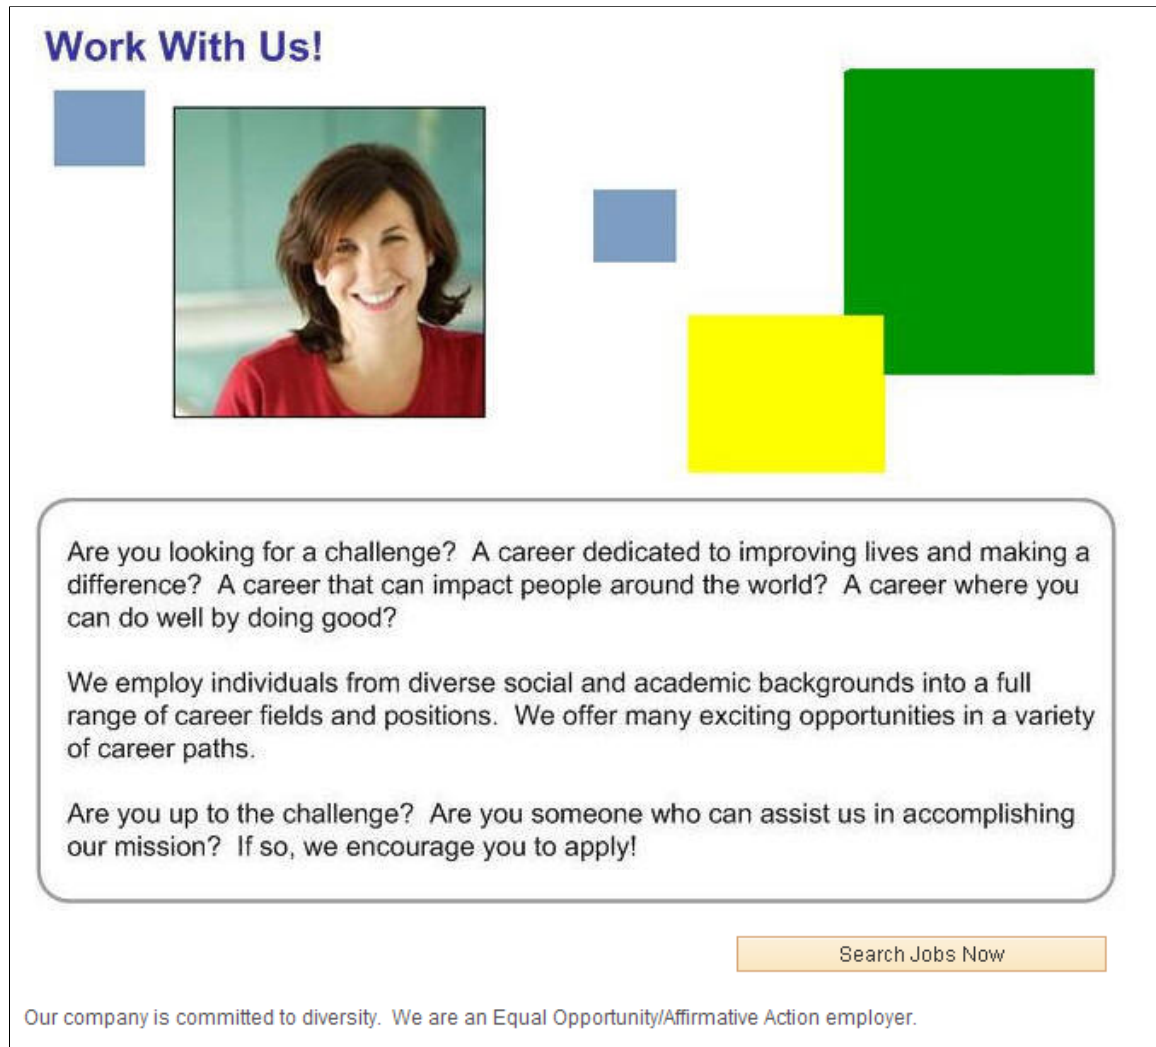 Work With Us!
Are you looking for a challenge?  A career dedicated to improving lives and making a
difference?  A career that can impact people around the world?  A career where you
can do well by doing good?
We employ individuals from diverse social and academic backgrounds into a full
range of career fields and positions.  We offer many exciting opportunities in a variety
of career paths.
Are you up to the challenge?  Are you someone who can assist us in accomplishing
our mission?  If so, we encourage you to apply!
Search Jobs Now
Our company is committed to diversity.  We are an Equal Opportunity/Affirmative Action employer.